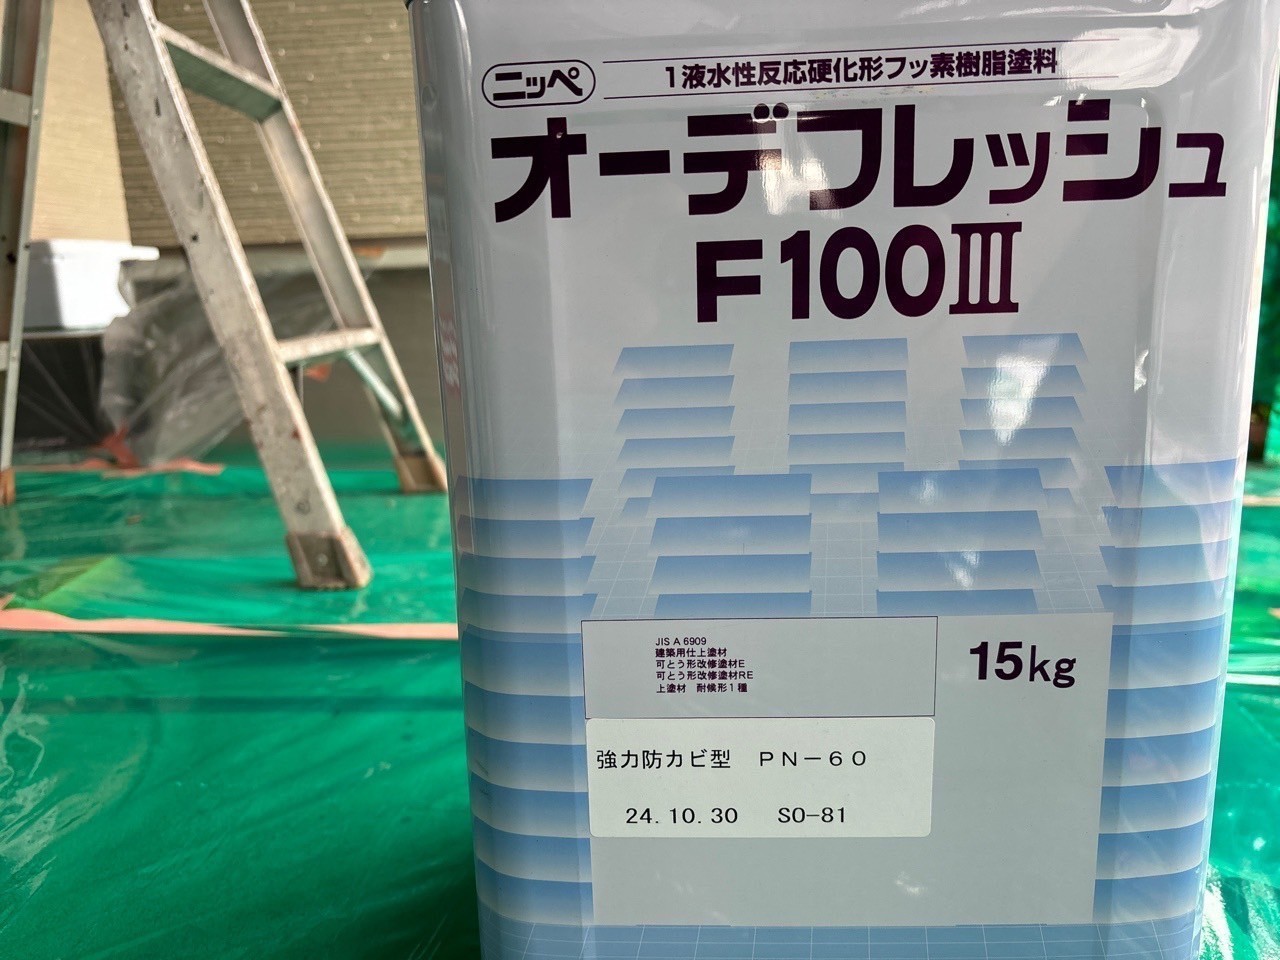 ニッペ
1液水性反応硬化形フッ素樹脂塗料
オーデフレッシュ
F100Ⅲ
JIS A 6909
建築用仕上塗材
可とう形改修塗材E
可とう形改修塗材RE
上塗材 耐候形1種
15kg
強力防カビ型 PN-60
24.10.30 SO-81